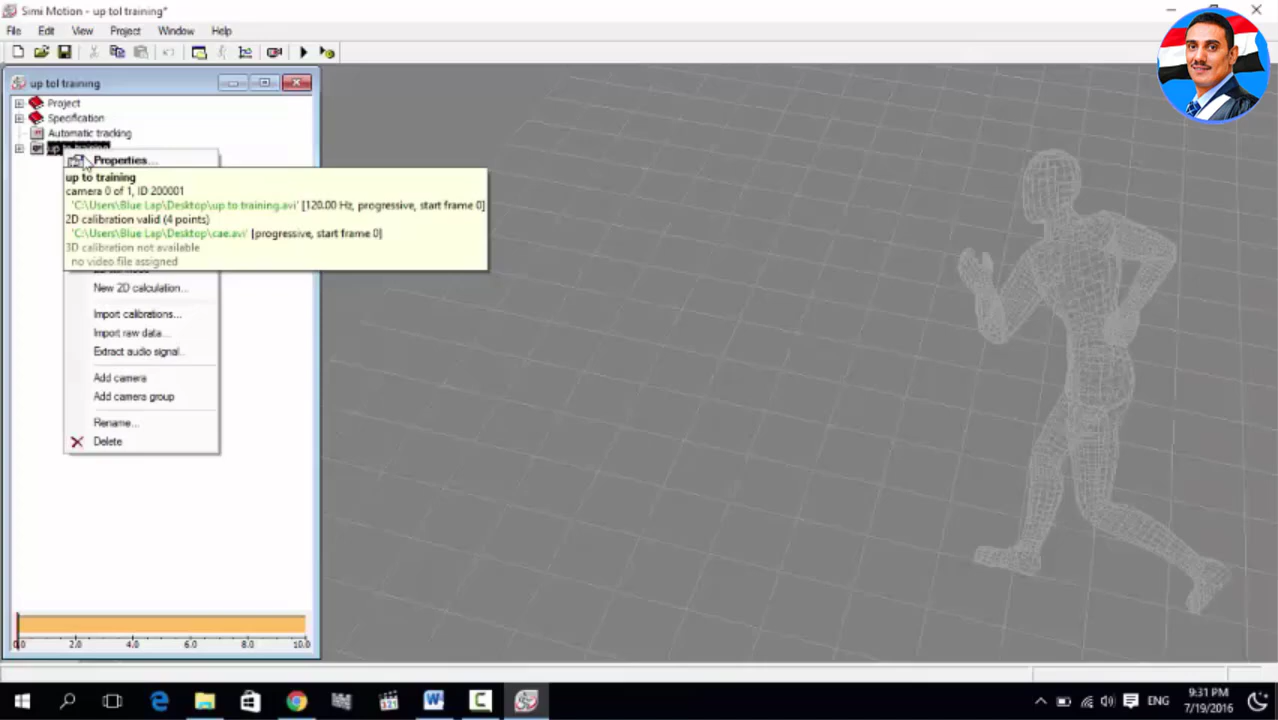 Simi Motion - up tol training*
File Edit View Project Window Help
up tol training
Project
Specification
Automatic tracking
Properties...
up to training
camera 0 of 1, ID 200001
'C:\Users\Blue Lap\Desktop\up to training.avi' [120.00 Hz, progressive, start frame 0]
2D calibration valid (4 points)
'C:\Users\Blue Lap\Desktop\cae.avi' [progressive, start frame 0]
3D calibration not available
no video file assigned
New 2D calculation...
Import calibrations...
Import raw data...
Extract audio signal...
Add camera
Add camera group
Rename...
Delete
0.0 2.0 4.0 6.0 8.0 10.0
ENG
9:31 PM
7/19/2016